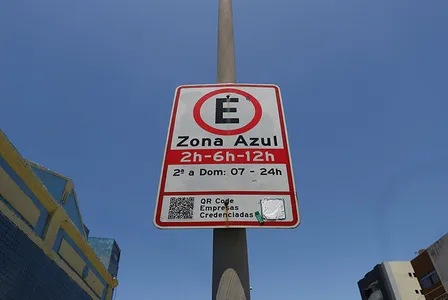 E
Zona Azul
2h-6h-12h
2ª a Dom: 07 - 24h
QR Code
Empresas
Credenciadas